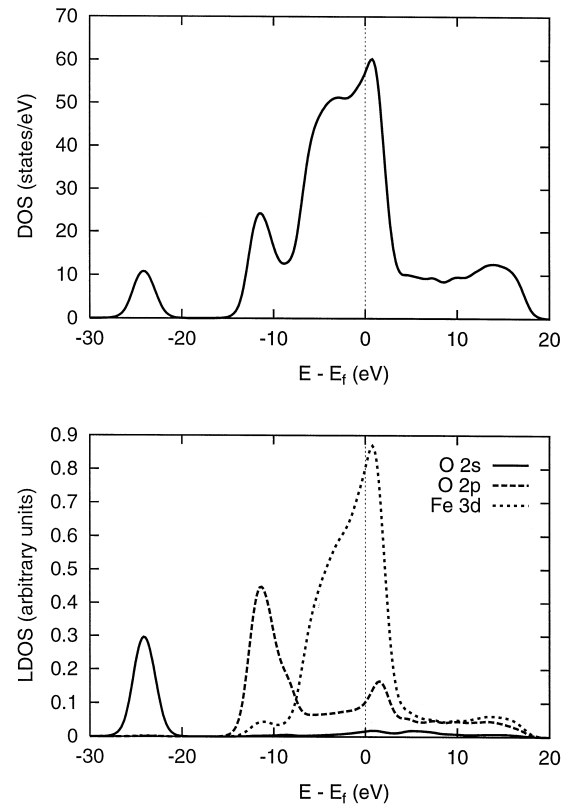 70
60
50
40
30
20
10
0
DOS (states/eV)
-30 -20 -10 0 10 20
E - Ef (eV)
0.9
0.8
0.7
0.6
0.5
0.4
0.3
0.2
0.1
0
LDOS (arbitrary units)
O 2s
O 2p
Fe 3d
-30 -20 -10 0 10 20
E - Ef (eV)